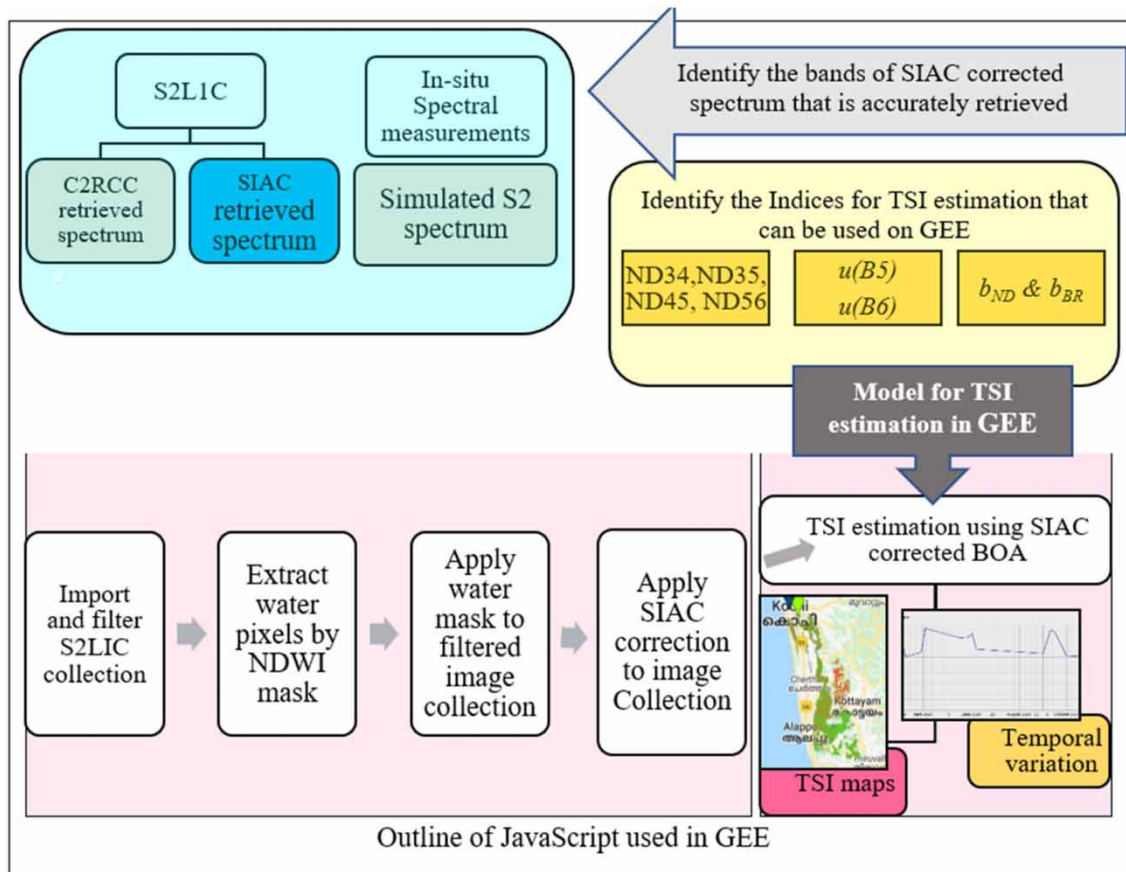 S2L1C
C2RCC
retrieved
spectrum
SIAC
retrieved
spectrum
In-situ
Spectral
measurements
Simulated S2
spectrum
Identify the bands of SIAC corrected
spectrum that is accurately retrieved
Identify the Indices for TSI estimation that
can be used on GEE
ND34,ND35,
ND45, ND56
u(B5)
u(B6)
b_ND & b_BR
Model for TSI
estimation in GEE
Import
and filter
S2LIC
collection
Extract
water
pixels by
NDWI
mask
Apply
water
mask to
filtered
image
collection
Apply
SIAC
correction
to image
Collection
TSI estimation using SIAC
corrected BOA
കൊച്ചി
Kottayam
കോട്ടയം
ആലപ്പുഴ
TSI maps
Temporal
variation
Outline of JavaScript used in GEE